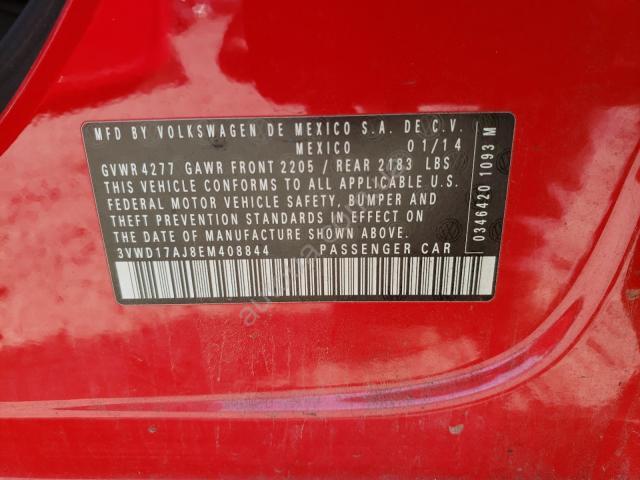 MFD BY VOLKSWAGEN DE MEXICO S.A. DE C.V.
MEXICO 01/14
GVWR 4277 GAWR FRONT 2205 / REAR 2183 LBS
THIS VEHICLE CONFORMS TO ALL APPLICABLE U.S.
FEDERAL MOTOR VEHICLE SAFETY, BUMPER AND
THEFT PREVENTION STANDARDS IN EFFECT ON
THE DATE OF MANUFACTURE SHOWN ABOVE.
3VWD17AJ8EM408844 PASSENGER CAR
0346420 1093 M